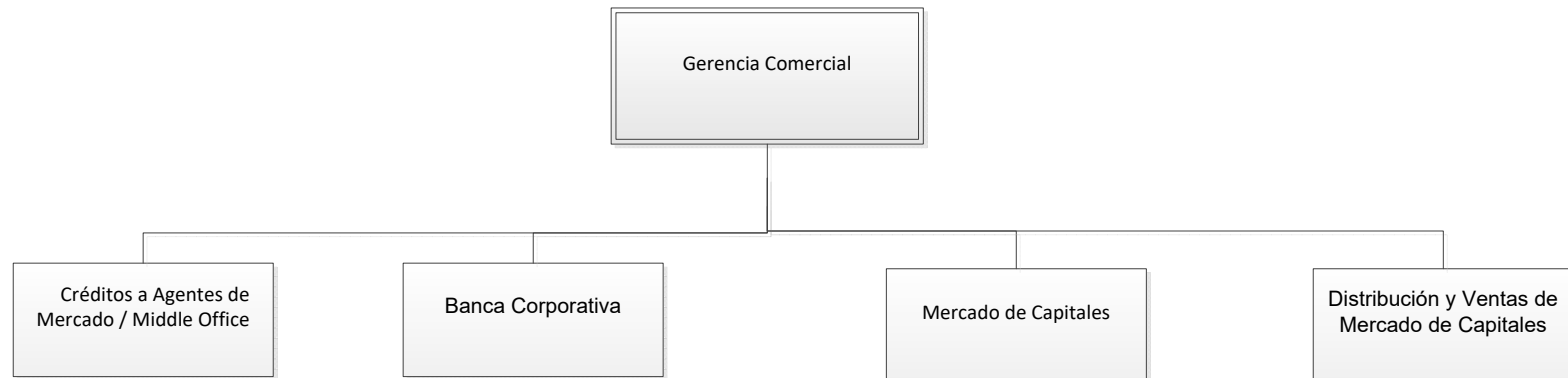 Gerencia Comercial
Créditos a Agentes de
Mercado / Middle Office
Banca Corporativa
Mercado de Capitales
Distribución y Ventas de
Mercado de Capitales